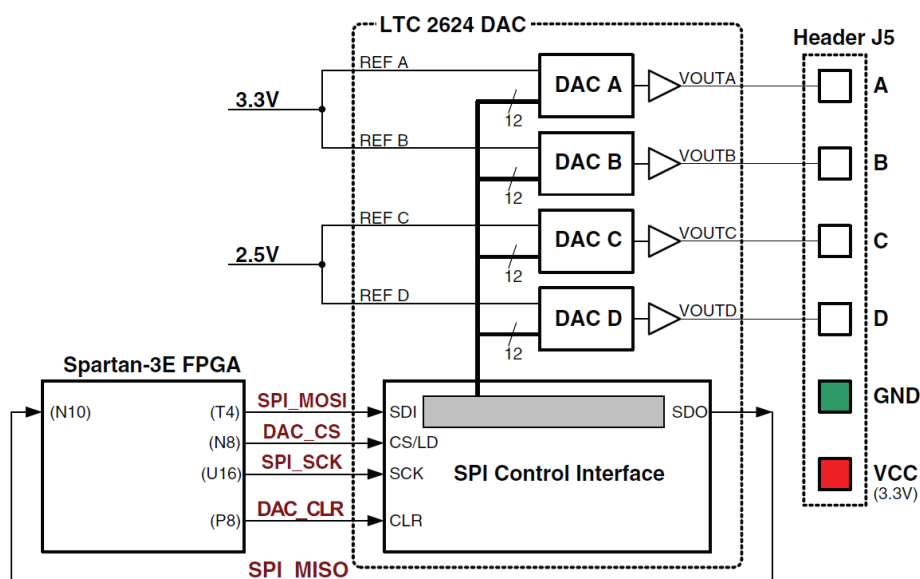 LTC 2624 DAC
Header J5
REF A
DAC A
VOUTA
A
3.3V
12
REF B
DAC B
VOUTB
B
12
REF C
DAC C
VOUTC
C
2.5V
12
REF D
DAC D
VOUTD
D
12
Spartan-3E FPGA
GND
(N10)
(T4)
SPI_MOSI
SDI
SDO
(N8)
DAC_CS
CS/LD
(U16)
SPI_SCK
SCK
SPI Control Interface
VCC
(3.3V)
(P8)
DAC_CLR
CLR
SPI_MISO